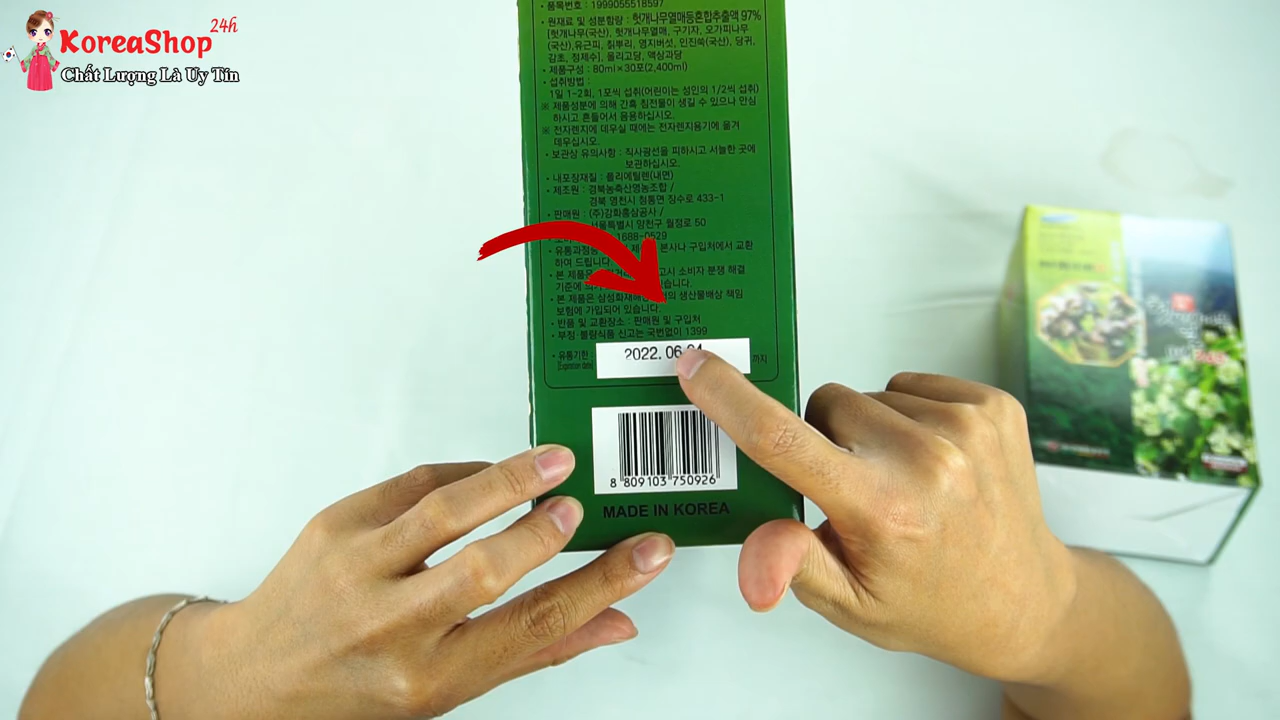 KoreaShop 24h
Chất Lượng Là Uy Tín
• 품목번호 : 1999055518597
• 원재료 및 성분함량 : 헛개나무열매등혼합추출액 97%
[헛개나무(국산), 헛개나무열매, 구기자, 오가피나무
(국산),유근피, 칡뿌리, 영지버섯, 인진쑥(국산), 당귀,
감초, 정제수], 올리고당, 액상과당
• 제품구성 : 80ml×30포(2,400ml)
• 섭취방법 :
1일 1-2회, 1포씩 섭취(어린이는 성인의 1/2씩 섭취)
※ 제품성분에 의해 간혹 침전물이 생길 수 있으나 안심
하시고 흔들어서 음용하십시오.
※ 전자렌지에 데우실 때에는 전자렌지용기에 옮겨
데우십시오.
• 보관상 유의사항 : 직사광선을 피하시고 서늘한 곳에
보관하십시오.
• 내포장재질 : 폴리에틸렌(내면)
• 제조원 : 경북농축산영농조합 /
경북 영천시 청통면 징수로 433-1
• 판매원 : (주)강화홍삼공사 /
서울특별시 양천구 월정로 50
1688-0529
• 유통과정 본사나 구입처에서 교환
하여 드립니다.
• 본 제품은 고시 소비자 분쟁 해결
기준에
• 본 제품은 삼성화재해 생산물배상 책임
보험에 가입되어 있습니다.
• 반품 및 교환장소 : 판매원 및 구입처
• 부정·불량식품 신고는 국번없이 1399
• 유통기한 : 2022. 06 까지
(Expiration date)
8 809103 750926
MADE IN KOREA